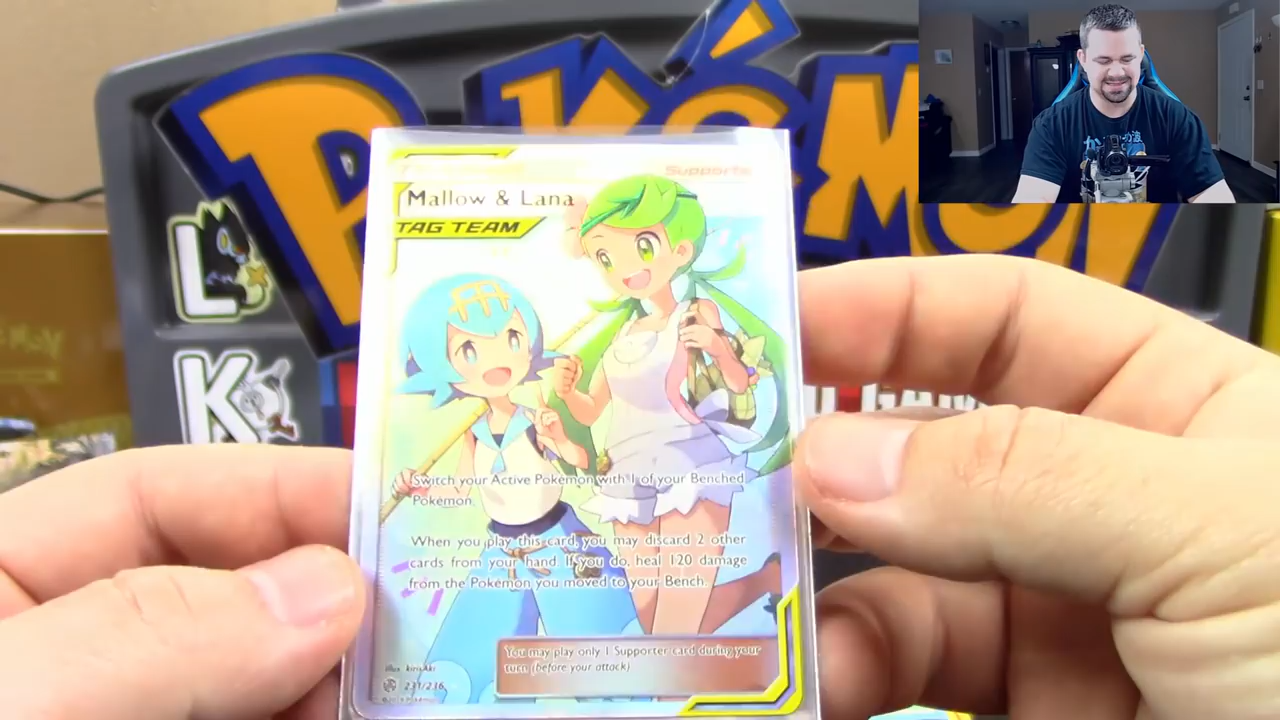 POKÉMON
Supporter
Mallow & Lana
TAG TEAM
L
K
Switch your Active Pokémon with 1 of your Benched
Pokémon.
When you play this card, you may discard 2 other
cards from your hand. If you do, heal 120 damage
from the Pokémon you moved to your Bench.
You may play only 1 Supporter card during your
turn (before your attack)
illus. kirisAki
231/236